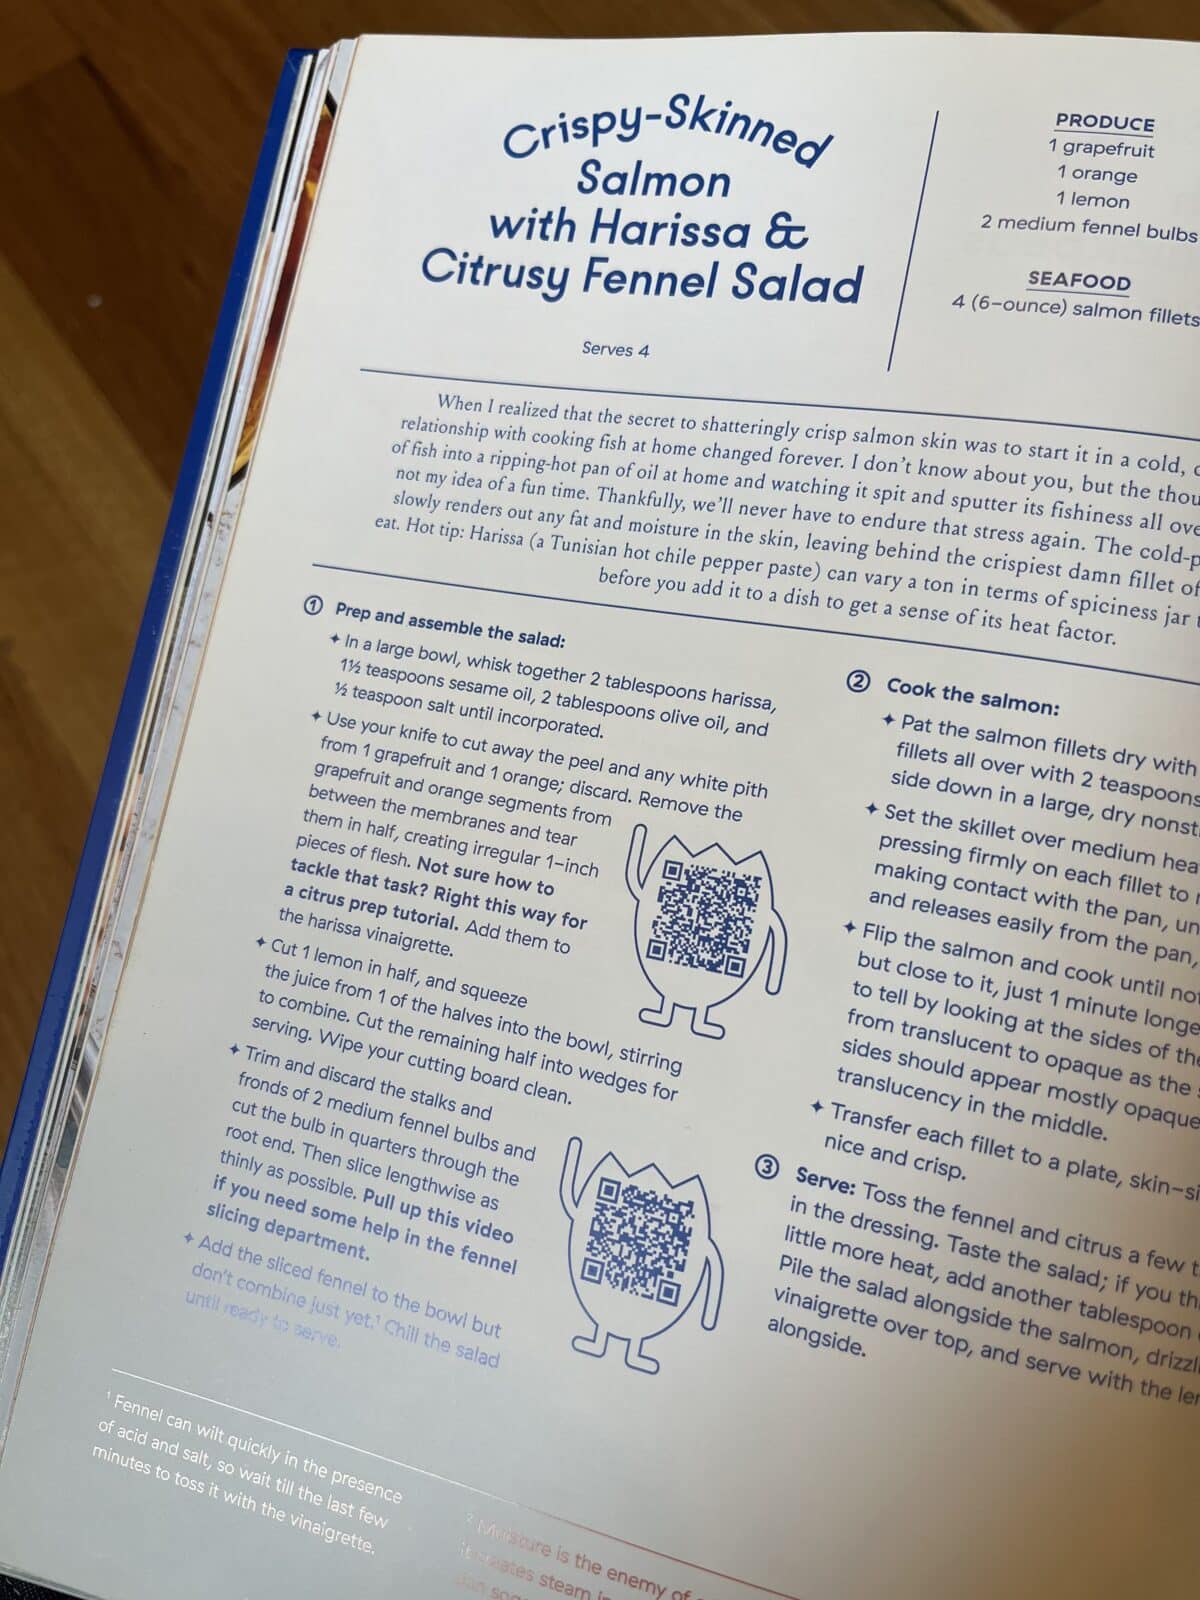 Crispy-Skinned
Salmon
with Harissa &
Citrusy Fennel Salad
Serves 4
PRODUCE
1 grapefruit
1 orange
1 lemon
2 medium fennel bulbs
SEAFOOD
4 (6-ounce) salmon fillets
When I realized that the secret to shatteringly crisp salmon skin was to start it in a cold,
relationship with cooking fish at home changed forever. I don't know about you, but the
of fish into a ripping-hot pan of oil at home and watching it spit and sputter its fishiness all
not my idea of a fun time. Thankfully, we'll never have to endure that stress again. The
slowly renders out any fat and moisture in the skin, leaving behind the crispiest damn fillet of
eat. Hot tip: Harissa (a Tunisian hot chile pepper paste) can vary a ton in terms of spiciness jar
before you add it to a dish to get a sense of its heat factor.
① Prep and assemble the salad:
✦ In a large bowl, whisk together 2 tablespoons harissa,
1½ teaspoons sesame oil, 2 tablespoons olive oil, and
½ teaspoon salt until incorporated.
✦ Use your knife to cut away the peel and any white pith
from 1 grapefruit and 1 orange; discard. Remove the
grapefruit and orange segments from
between the membranes and tear
them in half, creating irregular 1-inch
pieces of flesh. Not sure how to
tackle that task? Right this way for
a citrus prep tutorial. Add them to
the harissa vinaigrette.
✦ Cut 1 lemon in half, and squeeze
the juice from 1 of the halves into the bowl, stirring
to combine. Cut the remaining half into wedges for
serving. Wipe your cutting board clean.
✦ Trim and discard the stalks and
fronds of 2 medium fennel bulbs and
cut the bulb in quarters through the
root end. Then slice lengthwise as
thinly as possible. Pull up this video
if you need some help in the fennel
slicing department.
✦ Add the sliced fennel to the bowl but
don't combine just yet.¹ Chill the salad
until ready to serve.
② Cook the salmon:
✦ Pat the salmon fillets dry with
fillets all over with 2 teaspoons
side down in a large, dry
✦ Set the skillet over medium
pressing firmly on each fillet to
making contact with the pan,
and releases easily from the pan,
✦ Flip the salmon and cook until
but close to it, just 1 minute
to tell by looking at the sides of
from translucent to opaque as the
sides should appear mostly opaque
translucency in the middle.
✦ Transfer each fillet to a plate,
nice and crisp.
③ Serve: Toss the fennel and citrus a few
in the dressing. Taste the salad; if you
little more heat, add another tablespoon
Pile the salad alongside the salmon,
vinaigrette over top, and serve with the
alongside.
¹ Fennel can wilt quickly in the presence
of acid and salt, so wait till the last few
minutes to toss it with the vinaigrette.
² Moisture is the enemy of
it creates steam